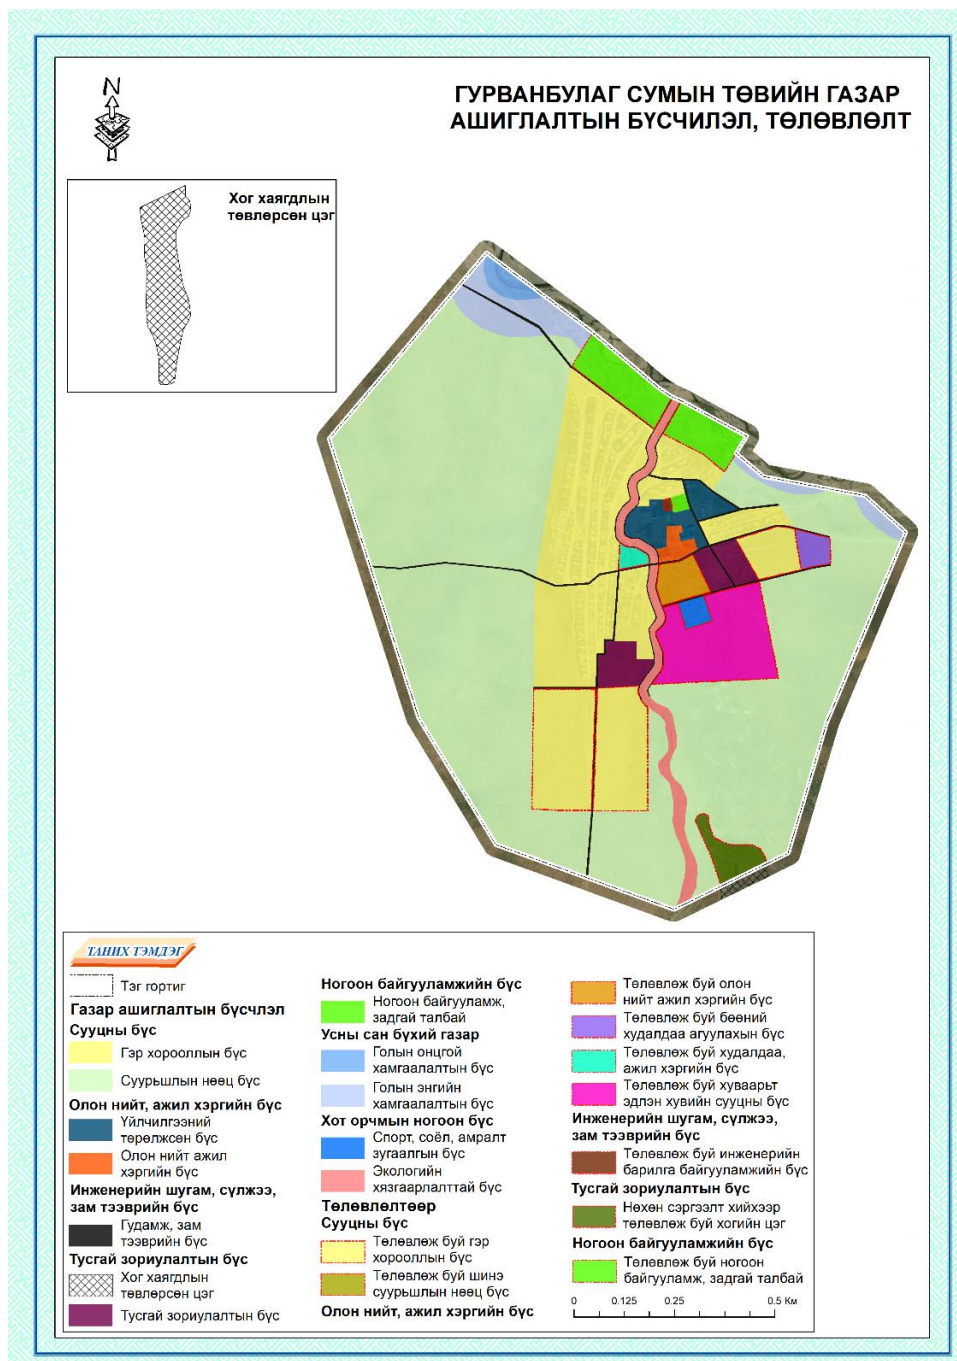 N
ГУРВАНБУЛАГ СУМЫН ТӨВИЙН ГАЗАР
АШИГЛАЛТЫН БҮСЧИЛЭЛ, ТӨЛӨВЛӨЛТ
Хог хаягдлын
төвлөрсөн цэг
ТАНИХ ТЭМДЭГ
Тэг гортиг
Газар ашиглалтын бүсчлэл
Сууцны бүс
Гэр хорооллын бүс
Суурьшлын нөөц бүс
Олон нийт, ажил хэргийн бүс
Үйлчилгээний
төрөлжсөн бүс
Олон нийт ажил
хэргийн бүс
Инженерийн шугам, сүлжээ,
зам тээврийн бүс
Гудамж, зам
тээврийн бүс
Тусгай зориулалтын бүс
Хог хаягдлын
төвлөрсөн цэг
Тусгай зориулалтын бүс
Ногоон байгууламжийн бүс
Ногоон байгууламж,
задгай талбай
Усны сан бүхий газар
Голын онцгой
хамгаалалтын бүс
Голын энгийн
хамгаалалтын бүс
Хот орчмын ногоон бүс
Спорт, соёл, амралт
зугаалгын бүс
Экологийн
хязгаарлалттай бүс
Төлөвлөлтөөр
Сууцны бүс
Төлөвлөж буй гэр
хорооллын бүс
Төлөвлөж буй шинэ
суурьшлын нөөц бүс
Олон нийт, ажил хэргийн бүс
Төлөвлөж буй олон
нийт ажил хэргийн бүс
Төлөвлөж буй бөөний
худалдаа агуулахын бүс
Төлөвлөж буй худалдаа,
ажил хэргийн бүс
Төлөвлөж буй хуваарьт
эдлэн хувийн сууцны бүс
Инженерийн шугам, сүлжээ,
зам тээврийн бүс
Төлөвлөж буй инженерийн
барилга байгууламжийн бүс
Тусгай зориулалтын бүс
Нөхөн сэргээлт хийхээр
төлөвлөж буй хогийн цэг
Ногоон байгууламжийн бүс
Төлөвлөж буй ногоон
байгууламж, задгай талбай
0 0.125 0.25 0.5 Км